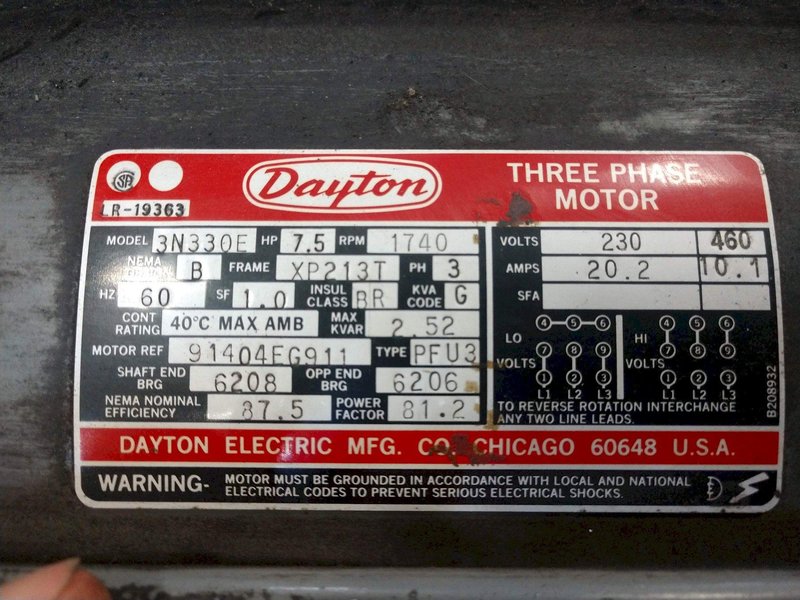 SA
LR-19363
Dayton
THREE PHASE
MOTOR
MODEL 3N330E HP 7.5 RPM 1740
NEMA B FRAME XP213T PH 3
HZ 60 SF 1.0 INSUL CLASS BR KVA CODE G
CONT RATING 40°C MAX AMB MAX KVAR 2.52
MOTOR REF 91404FG911 TYPE PFU3
SHAFT END BRG 6208 OPP END BRG 6206
NEMA NOMINAL EFFICIENCY 87.5 POWER FACTOR 81.2
VOLTS 230 460
AMPS 20.2 10.1
SFA
4 5 6 4 5 6
LO HI
7 8 9 7 8 9
VOLTS VOLTS
1 2 3 1 2 3
L1 L2 L3 L1 L2 L3
TO REVERSE ROTATION INTERCHANGE
ANY TWO LINE LEADS.
B208932
DAYTON ELECTRIC MFG. CO. CHICAGO 60648 U.S.A.
WARNING- MOTOR MUST BE GROUNDED IN ACCORDANCE WITH LOCAL AND NATIONAL
ELECTRICAL CODES TO PREVENT SERIOUS ELECTRICAL SHOCKS.